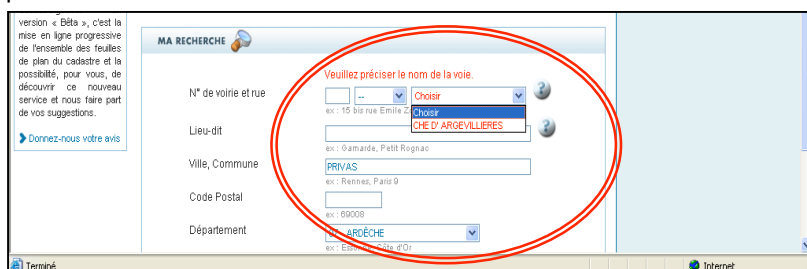 version « Bêta », c'est la
mise en ligne progressive
de l'ensemble des feuilles
de plan du cadastre et la
possibilité, pour vous, de
découvrir ce nouveau
service et nous faire part
de vos suggestions.
Donnez-nous votre avis
MA RECHERCHE
Veuillez préciser le nom de la voie.
N° de voirie et rue
--
Choisir
ex : 15 bis rue Emile
Choisir
CHE D' ARGEVILLIERES
Lieu-dit
ex : Gamarde, Petit Rognac
Ville, Commune
PRIVAS
ex : Rennes, Paris 9
Code Postal
ex : 69008
Département
ARDÈCHE
ex : Côte d'Or
Terminé
Internet